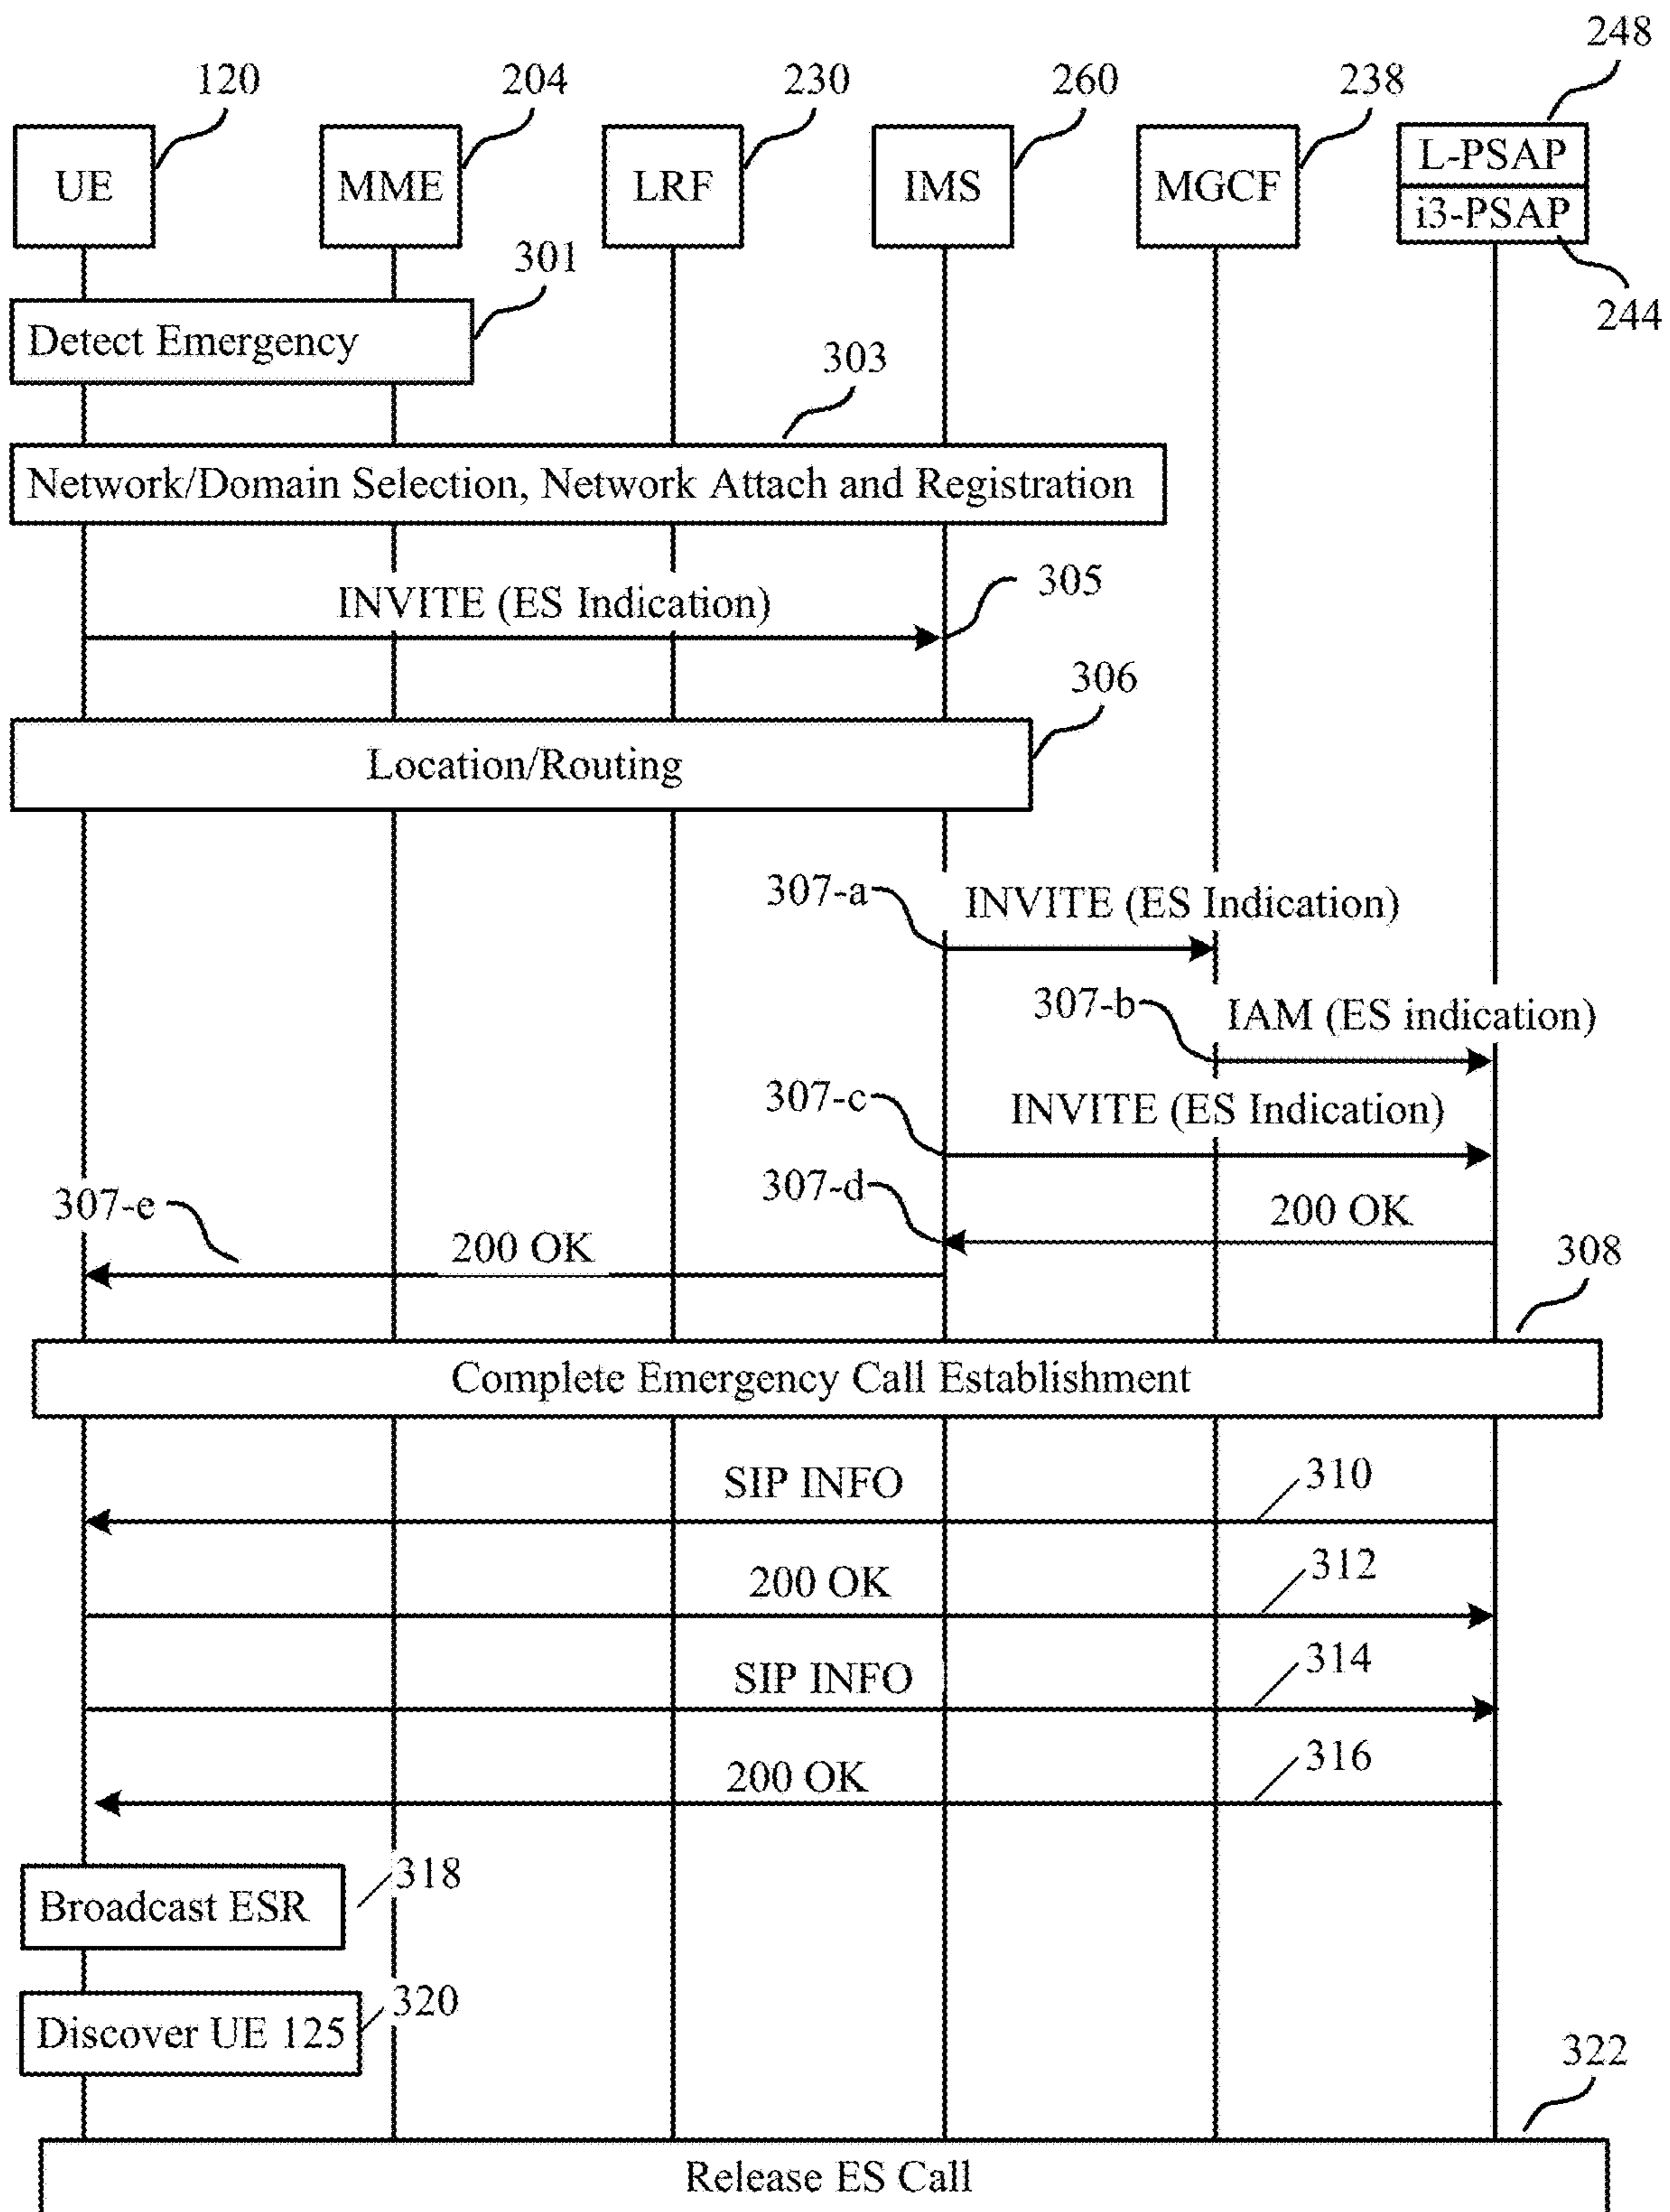 248
120
204
230
260
238
UE
MME
LRF
IMS
MGCF
L-PSAP
i3-PSAP
244
301
Detect Emergency
303
Network/Domain Selection, Network Attach and Registration
INVITE (ES Indication)
305
306
Location/Routing
307-a
INVITE (ES Indication)
307-b
IAM (ES indication)
307-c
INVITE (ES Indication)
307-d
200 OK
307-e
200 OK
308
Complete Emergency Call Establishment
SIP INFO
310
200 OK
312
SIP INFO
314
200 OK
316
Broadcast ESR
318
Discover UE 125
320
322
Release ES Call